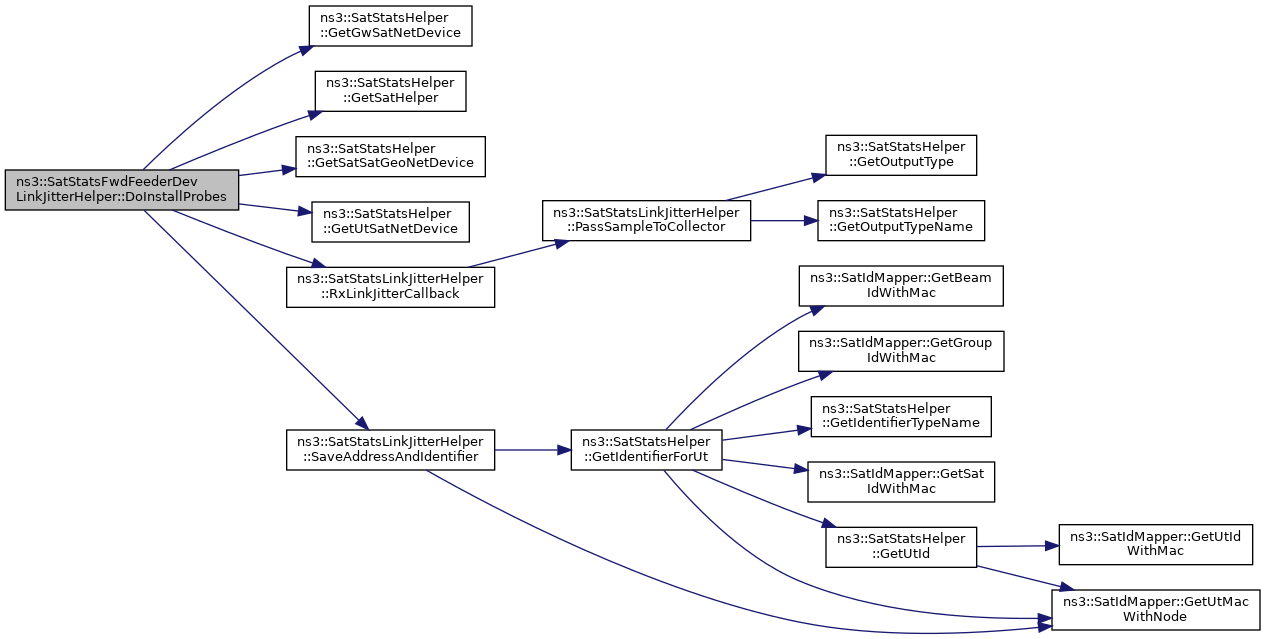 ns3::SatStatsHelper
::GetGwSatNetDevice
ns3::SatStatsHelper
::GetSatHelper
ns3::SatStatsHelper
::GetSatSatGeoNetDevice
ns3::SatStatsFwdFeederDev
LinkJitterHelper::DoInstallProbes
ns3::SatStatsHelper
::GetUtSatNetDevice
ns3::SatStatsLinkJitterHelper
::RxLinkJitterCallback
ns3::SatStatsLinkJitterHelper
::PassSampleToCollector
ns3::SatStatsHelper
::GetOutputType
ns3::SatStatsHelper
::GetOutputTypeName
ns3::SatStatsLinkJitterHelper
::SaveAddressAndIdentifier
ns3::SatStatsHelper
::GetIdentifierForUt
ns3::SatIdMapper::GetBeam
IdWithMac
ns3::SatIdMapper::GetGroup
IdWithMac
ns3::SatStatsHelper
::GetIdentifierTypeName
ns3::SatIdMapper::GetSat
IdWithMac
ns3::SatStatsHelper
::GetUtId
ns3::SatIdMapper::GetUtId
WithMac
ns3::SatIdMapper::GetUtMac
WithNode